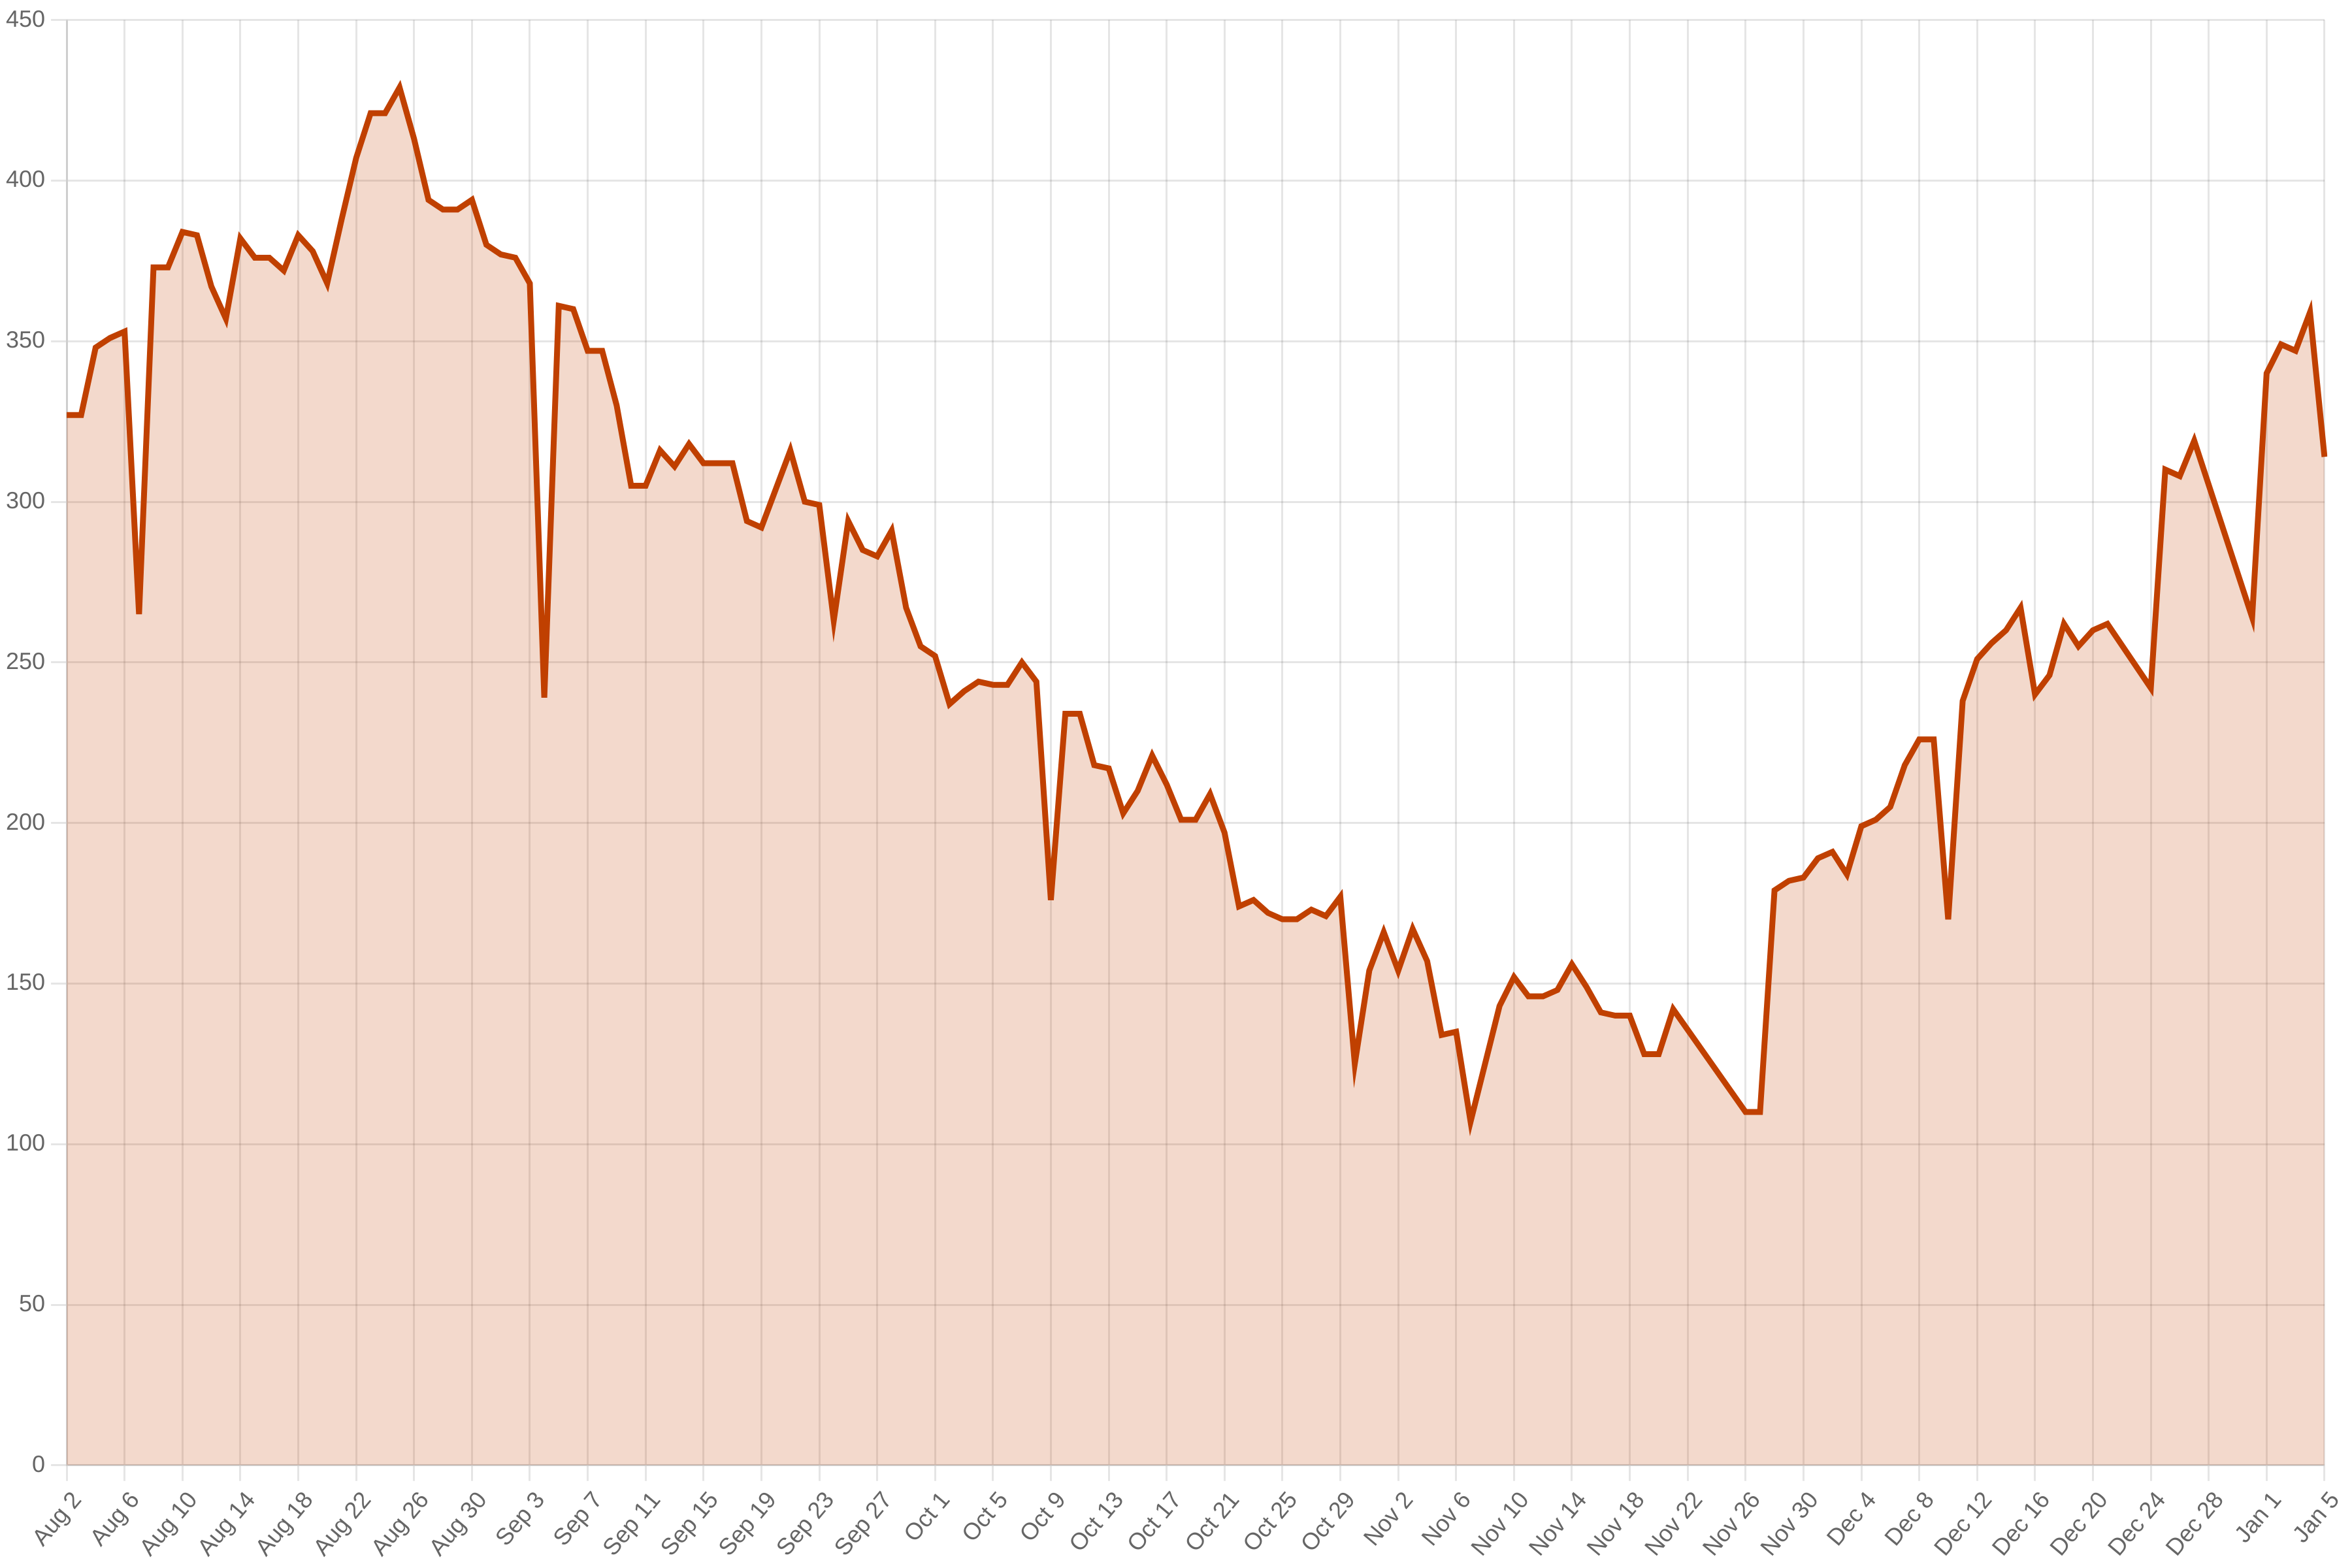 450
400
350
300
250
200
150
100
50
0
Aug 2
Aug 6
Aug 10
Aug 14
Aug 18
Aug 22
Aug 26
Aug 30
Sep 3
Sep 7
Sep 11
Sep 15
Sep 19
Sep 23
Sep 27
Oct 1
Oct 5
Oct 9
Oct 13
Oct 17
Oct 21
Oct 25
Oct 29
Nov 2
Nov 6
Nov 10
Nov 14
Nov 18
Nov 22
Nov 26
Nov 30
Dec 4
Dec 8
Dec 12
Dec 16
Dec 20
Dec 24
Dec 28
Jan 1
Jan 5